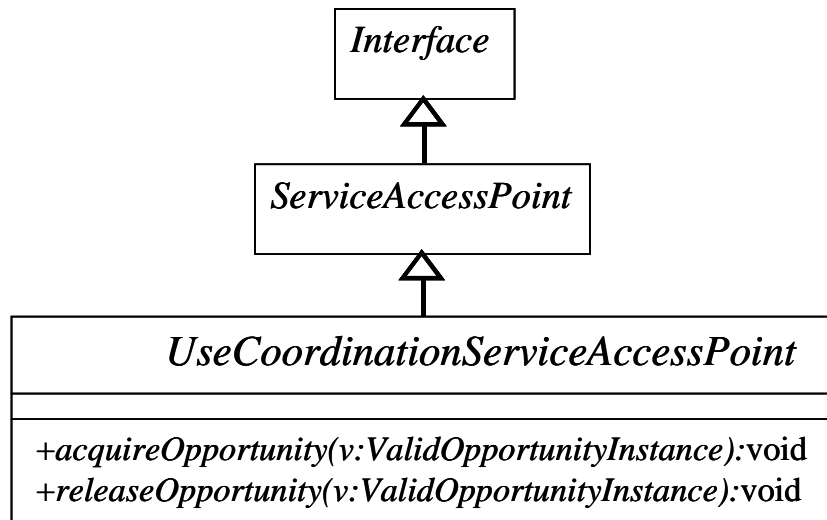 Interface
ServiceAccessPoint
UseCoordinationServiceAccessPoint
+acquireOpportunity(v:ValidOpportunityInstance):void
+releaseOpportunity(v:ValidOpportunityInstance):void